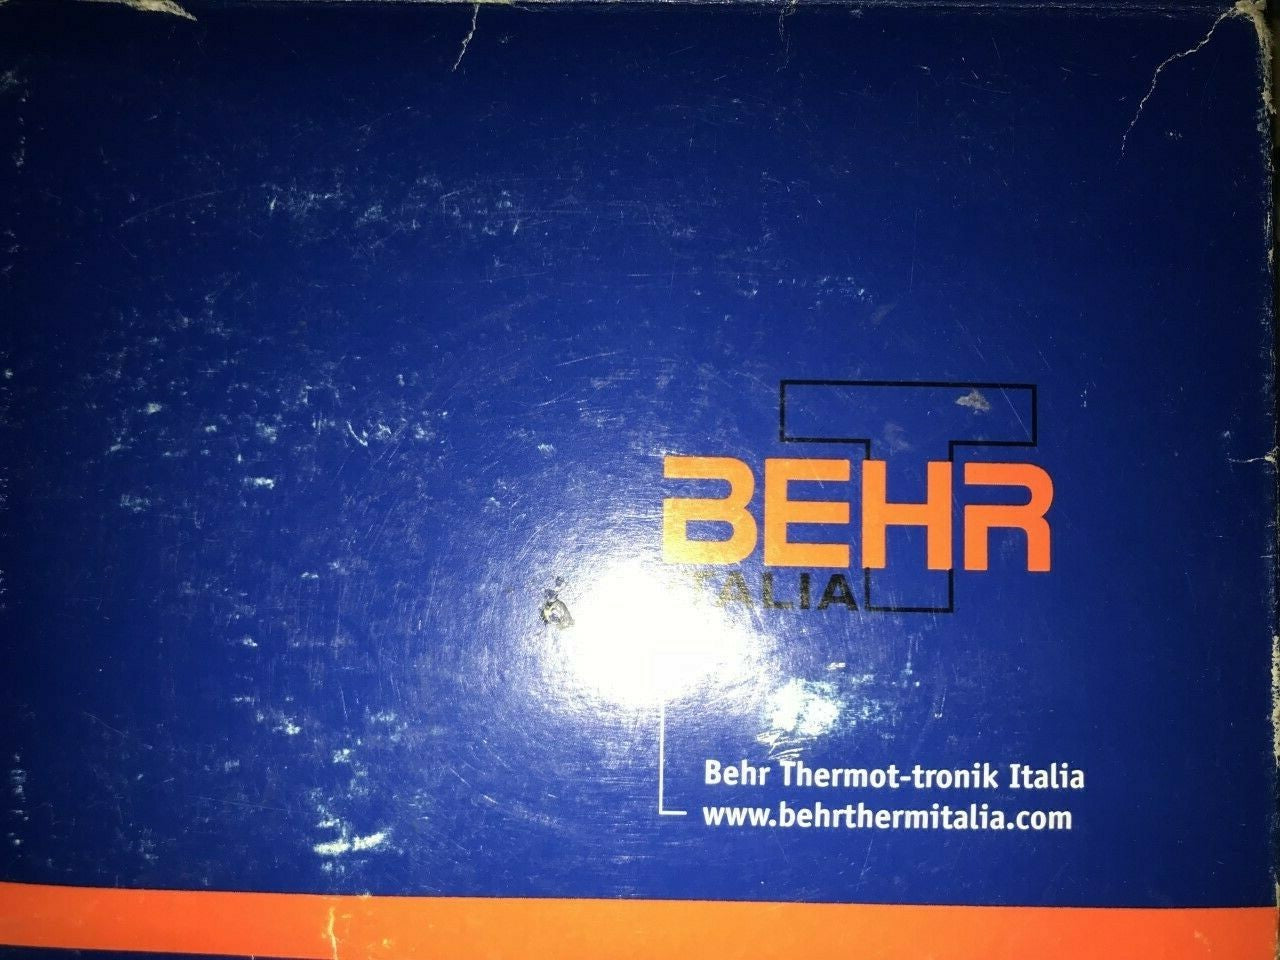 BEHR
ITALIA
Behr Thermot-tronik Italia
www.behrthermitalia.com